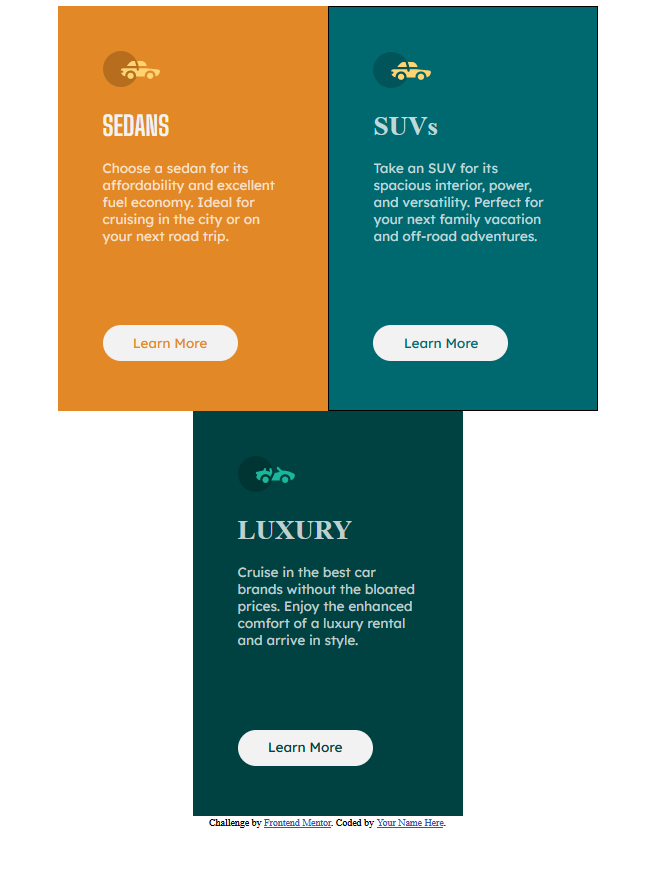 SEDANS
Choose a sedan for its
affordability and excellent
fuel economy. Ideal for
cruising in the city or on
your next road trip.
Learn More
SUVs
Take an SUV for its
spacious interior, power,
and versatility. Perfect for
your next family vacation
and off-road adventures.
Learn More
LUXURY
Cruise in the best car
brands without the bloated
prices. Enjoy the enhanced
comfort of a luxury rental
and arrive in style.
Learn More
Challenge by Frontend Mentor. Coded by Your Name Here.